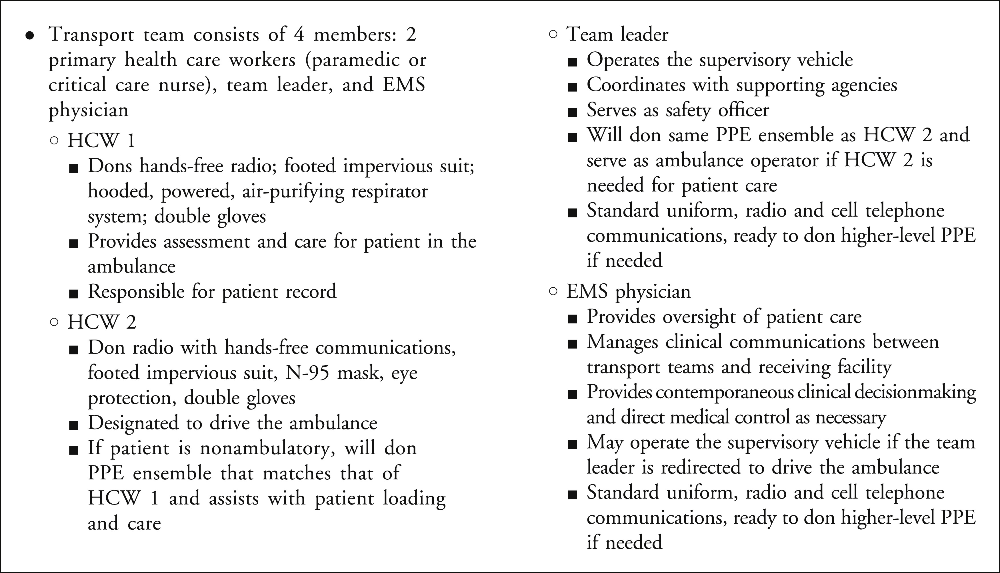 ● Transport team consists of 4 members: 2
primary health care workers (paramedic or
critical care nurse), team leader, and EMS
physician
○ HCW 1
■ Dons hands-free radio; footed impervious suit;
hooded, powered, air-purifying respirator
system; double gloves
■ Provides assessment and care for patient in the
ambulance
■ Responsible for patient record
○ HCW 2
■ Don radio with hands-free communications,
footed impervious suit, N-95 mask, eye
protection, double gloves
■ Designated to drive the ambulance
■ If patient is nonambulatory, will don
PPE ensemble that matches that of
HCW 1 and assists with patient loading
and care
○ Team leader
■ Operates the supervisory vehicle
■ Coordinates with supporting agencies
■ Serves as safety officer
■ Will don same PPE ensemble as HCW 2 and
serve as ambulance operator if HCW 2 is
needed for patient care
■ Standard uniform, radio and cell telephone
communications, ready to don higher-level PPE
if needed
○ EMS physician
■ Provides oversight of patient care
■ Manages clinical communications between
transport teams and receiving facility
■ Provides contemporaneous clinical decisionmaking
and direct medical control as necessary
■ May operate the supervisory vehicle if the team
leader is redirected to drive the ambulance
■ Standard uniform, radio and cell telephone
communications, ready to don higher-level PPE
if needed